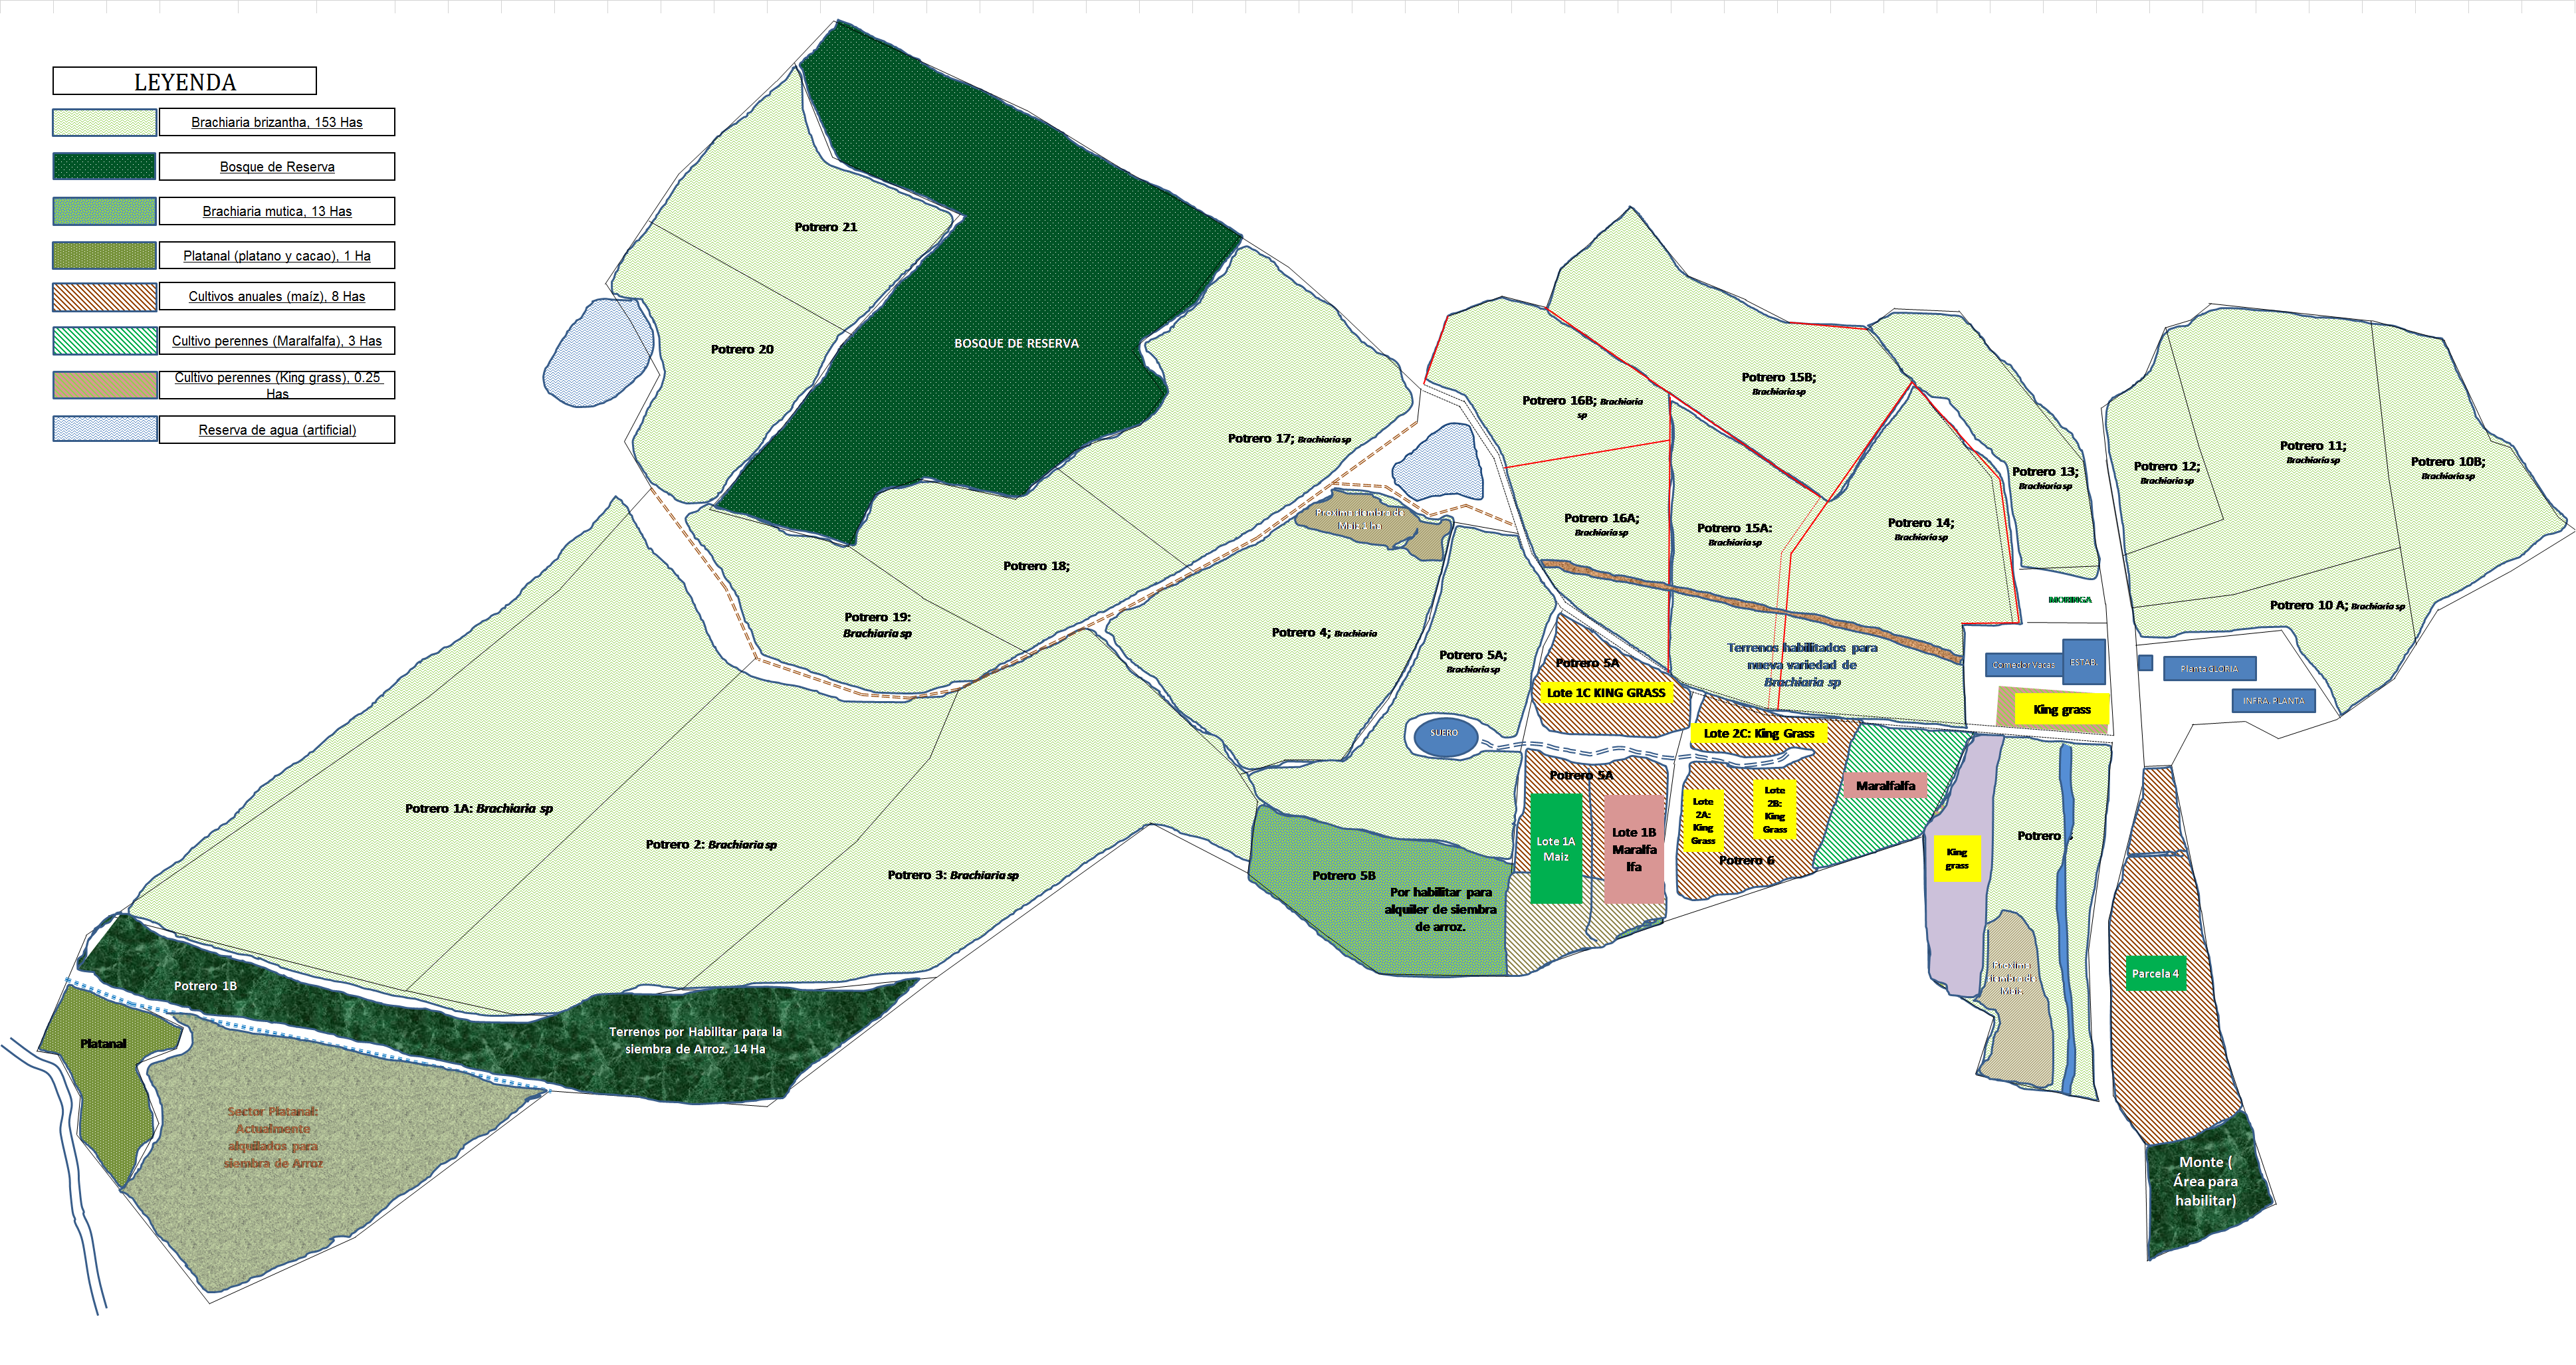 LEYENDA
Brachiaria brizantha, 153 Has
Bosque de Reserva
Brachiaria mutica, 13 Has
Platanal (platano y cacao), 1 Ha
Cultivos anuales (maíz), 8 Has
Cultivo perennes (Maralfalfa), 3 Has
Cultivo perennes (King grass), 0.25
Has
Reserva de agua (artificial)
Potrero 21
Potrero 20
BOSQUE DE RESERVA
Potrero 17; Brachiaria sp
Potrero 18;
Potrero 19:
Brachiaria sp
Proxima siembra de
Maiz 1 ha
Potrero 4; Brachiaria
Potrero 5A;
Brachiaria sp
Potrero 16B; Brachiaria
sp
Potrero 15B;
Brachiaria sp
Potrero 16A;
Brachiaria sp
Potrero 15A:
Brachiaria sp
Potrero 14;
Brachiaria sp
Potrero 13;
Brachiaria sp
Potrero 12;
Brachiaria sp
Potrero 11;
Brachiaria sp
Potrero 10B;
Brachiaria sp
Potrero 10 A; Brachiaria sp
MORINGA
Terrenos habilitados para
nueva variedad de
Brachiaria sp
Comedor Vacas
ESTAB.
Planta GLORIA
INFRA. PLANTA
King grass
Potrero 5A
Lote 1C KING GRASS
Lote 2C: King Grass
SUERO
Potrero 5A
Lote 1A
Maiz
Lote 1B
Maralfa
lfa
Lote
2A:
King
Grass
Lote
2B:
King
Grass
Potrero 6
Maralfalfa
King
grass
Potrero
Proxima
siembra de
Maiz
Parcela 4
Monte (
Área para
habilitar)
Potrero 5B
Por habilitar para
alquiler de siembra
de arroz.
Potrero 1A: Brachiaria sp
Potrero 2: Brachiaria sp
Potrero 3: Brachiaria sp
Potrero 1B
Terrenos por Habilitar para la
siembra de Arroz. 14 Ha
Platanal
Sector Platanal:
Actualmente
alquilados para
siembra de Arroz